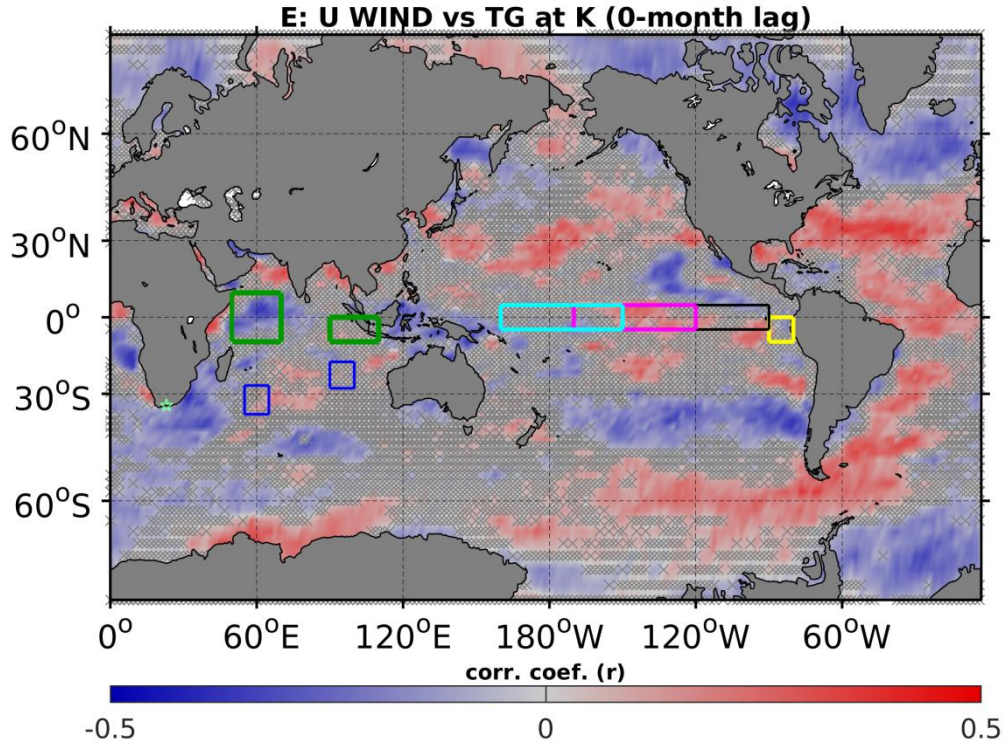 E: U WIND vs TG at K (0-month lag)
60°N
30°N
0°
30°S
60°S
0° 60°E 120°E 180°W 120°W 60°W
corr. coef. (r)
-0.5 0 0.5